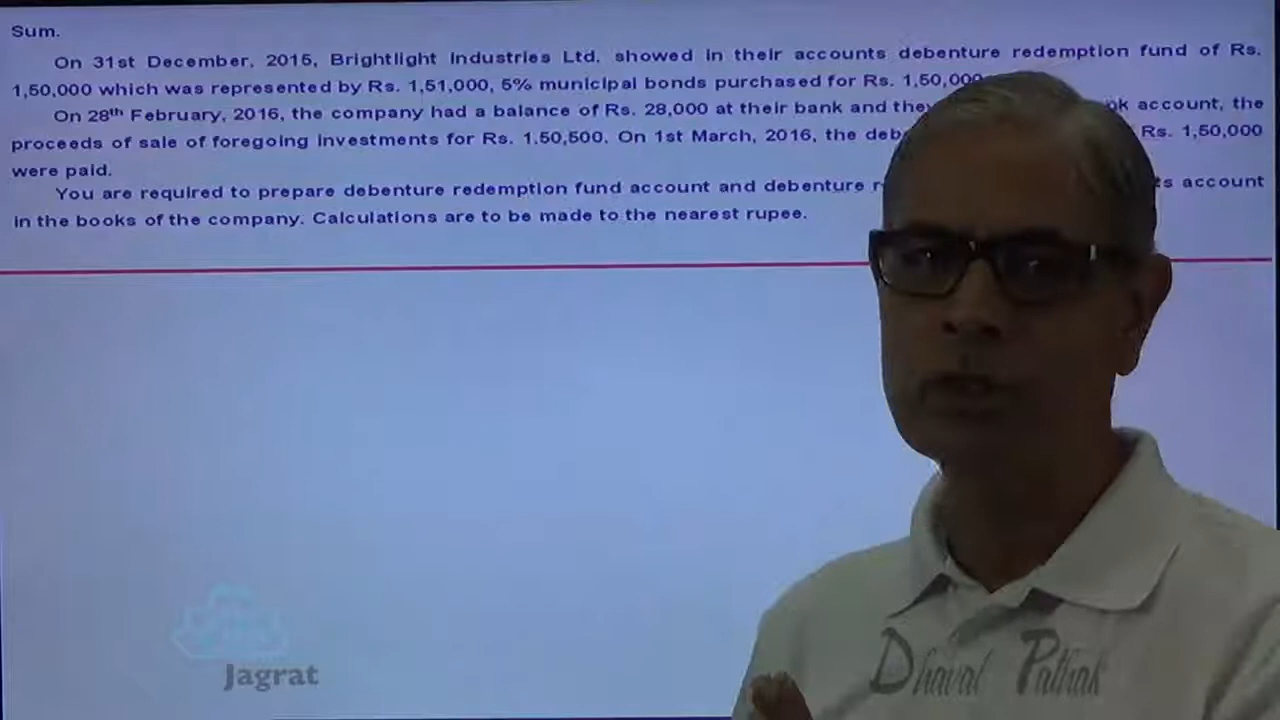 Sum.
On 31st December, 2015, Brightlight Industries Ltd. showed in their accounts debenture redemption fund of Rs.
1,50,000 which was represented by Rs. 1,51,000, 5% municipal bonds purchased for Rs. 1,50,000
On 28th February, 2016, the company had a balance of Rs. 28,000 at their bank and account, the
proceeds of sale of foregoing investments for Rs. 1.50,500. On 1st March, 2016, the Rs. 1,50,000
were paid.
You are required to prepare debenture redemption fund account and debenture account
in the books of the company. Calculations are to be made to the nearest rupee.
Jagrat
Dhaval Pathak